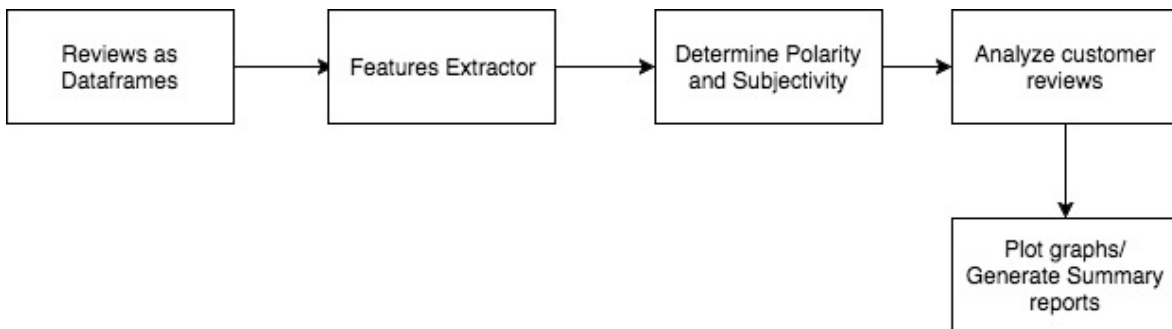 Reviews as
Dataframes
Features Extractor
Determine Polarity
and Subjectivity
Analyze customer
reviews
Plot graphs/
Generate Summary
reports